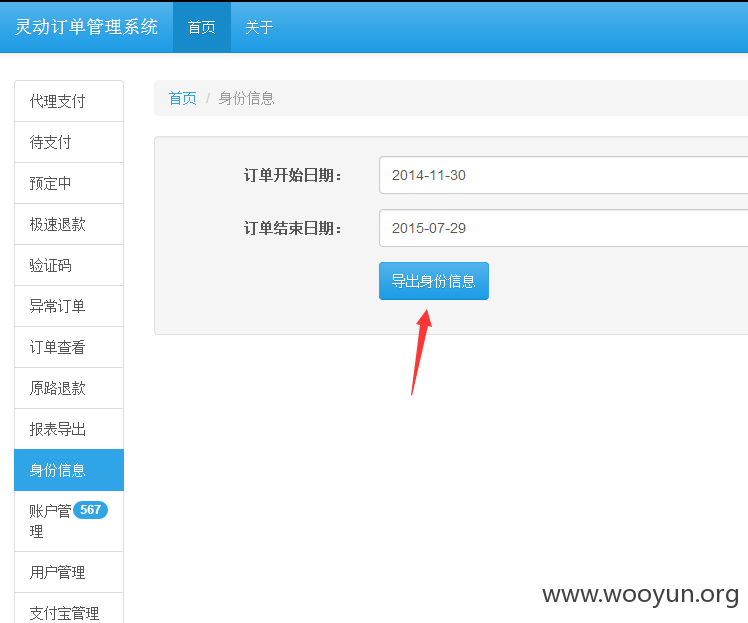 灵动订单管理系统 首页 关于
首页 / 身份信息
代理支付
待支付
预定中
极速退款
验证码
异常订单
订单查看
原路退款
报表导出
身份信息
账户管理 567
用户管理
支付宝管理
订单开始日期： 2014-11-30
订单结束日期： 2015-07-29
导出身份信息
www.wooyun.org